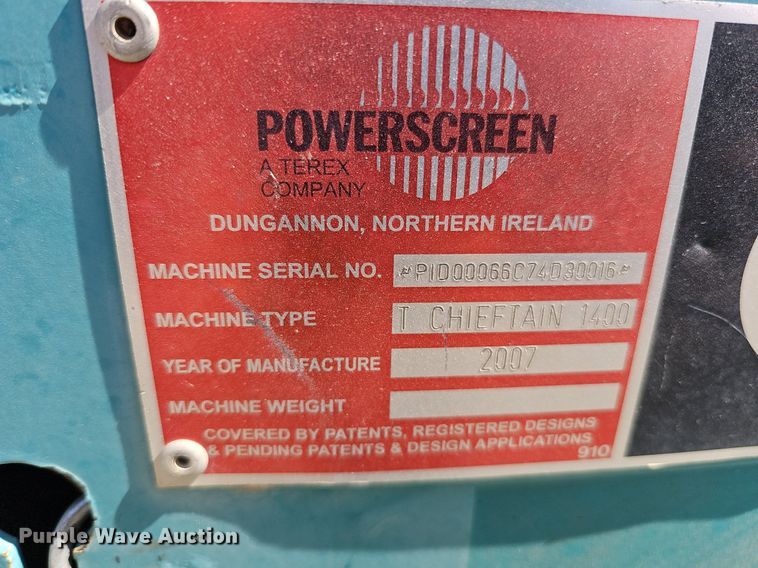 POWERSCREEN
A TEREX
COMPANY
DUNGANNON, NORTHERN IRELAND
MACHINE SERIAL NO. *PID00066C74D30016*
MACHINE TYPE T CHIEFTAIN 1400
YEAR OF MANUFACTURE 2007
MACHINE WEIGHT
COVERED BY PATENTS, REGISTERED DESIGNS
& PENDING PATENTS & DESIGN APPLICATIONS 910
Purple Wave Auction